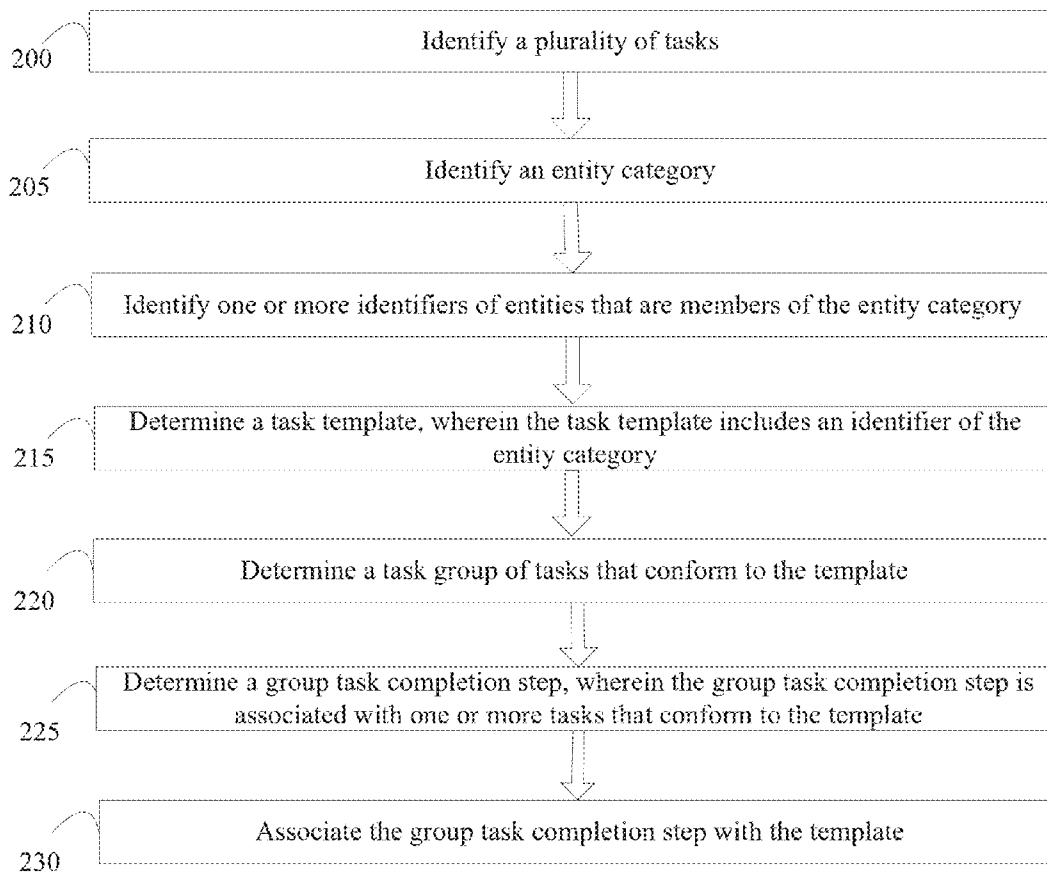 200
Identify a plurality of tasks
205
Identify an entity category
210
Identify one or more identifiers of entities that are members of the entity category
215
Determine a task template, wherein the task template includes an identifier of the
entity category
220
Determine a task group of tasks that conform to the template
225
Determine a group task completion step, wherein the group task completion step is
associated with one or more tasks that conform to the template
230
Associate the group task completion step with the template